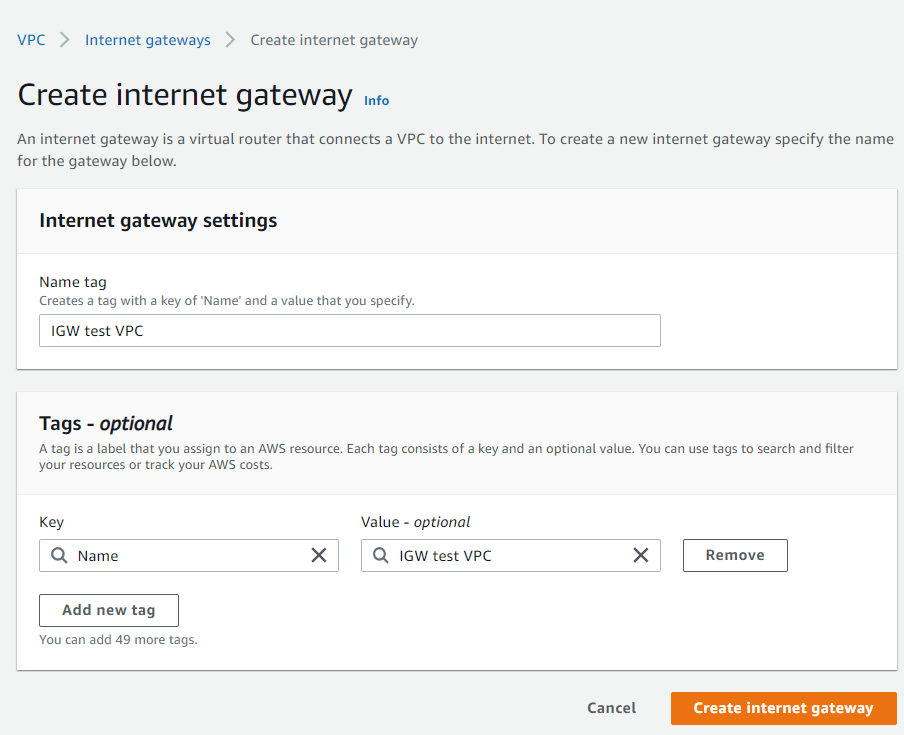 VPC > Internet gateways > Create internet gateway
Create internet gateway Info
An internet gateway is a virtual router that connects a VPC to the internet. To create a new internet gateway specify the name
for the gateway below.
Internet gateway settings
Name tag
Creates a tag with a key of 'Name' and a value that you specify.
IGW test VPC
Tags - optional
A tag is a label that you assign to an AWS resource. Each tag consists of a key and an optional value. You can use tags to search and filter
your resources or track your AWS costs.
Key Value - optional
Name IGW test VPC Remove
Add new tag
You can add 49 more tags.
Cancel Create internet gateway